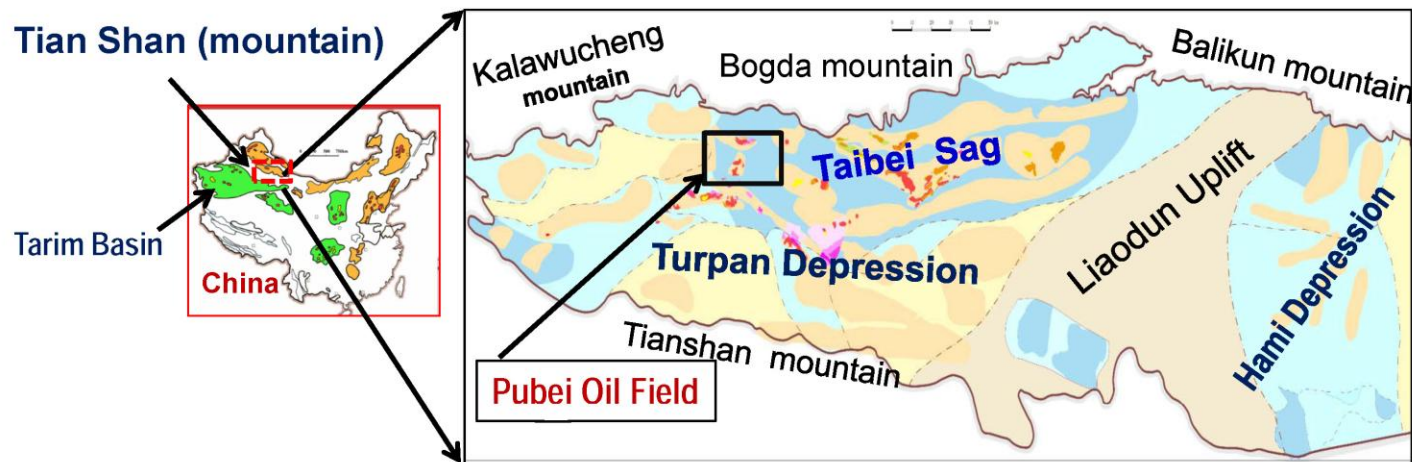 Tian Shan (mountain)
Tarim Basin
China
Kalawucheng
mountain
Bogda mountain
Balikun mountain
Taibei Sag
Turpan Depression
Liaodun Uplift
Hami Depression
Tianshan mountain
Pubei Oil Field